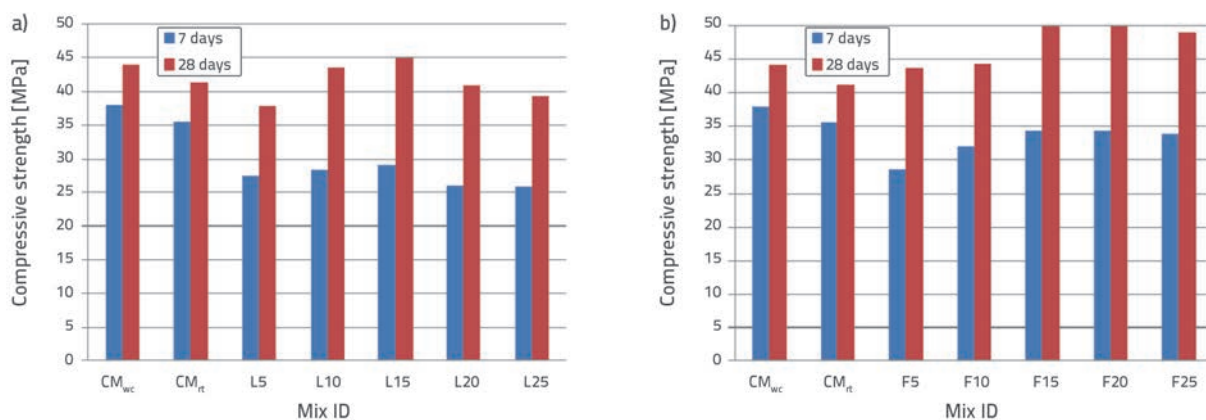 a)
Compressive strength [MPa]
50
45
40
35
30
25
20
15
10
5
0
7 days
28 days
CMwc CMrt L5 L10 L15 L20 L25
Mix ID
b)
Compressive strength [MPa]
50
45
40
35
30
25
20
15
10
5
0
7 days
28 days
CMwc CMrt F5 F10 F15 F20 F25
Mix ID